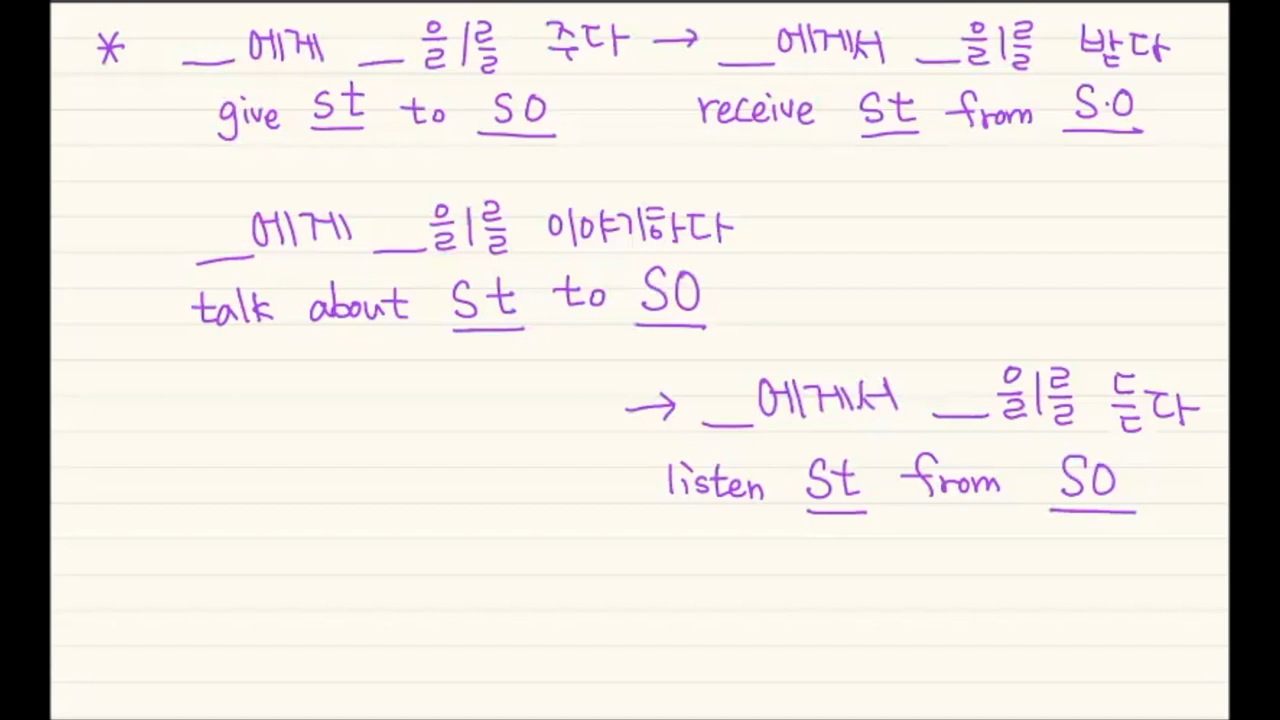 * __에게 __을/를 주다 → __에게서 __을/를 받다
give st to so receive st from s.o
__에게 __을/를 이야기하다
talk about st to so
→ __에게서 __을/를 듣다
listen st from so